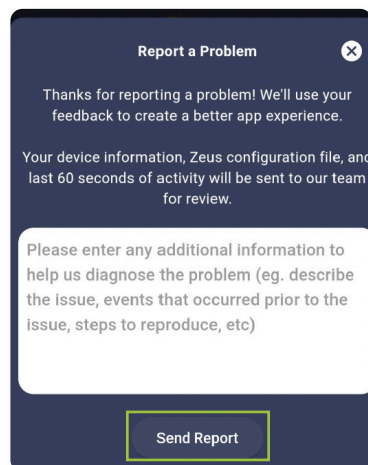 Report a Problem
Thanks for reporting a problem! We'll use your
feedback to create a better app experience.
Your device information, Zeus configuration file, and
last 60 seconds of activity will be sent to our team
for review.
Please enter any additional information to
help us diagnose the problem (eg. describe
the issue, events that occurred prior to the
issue, steps to reproduce, etc)
Send Report